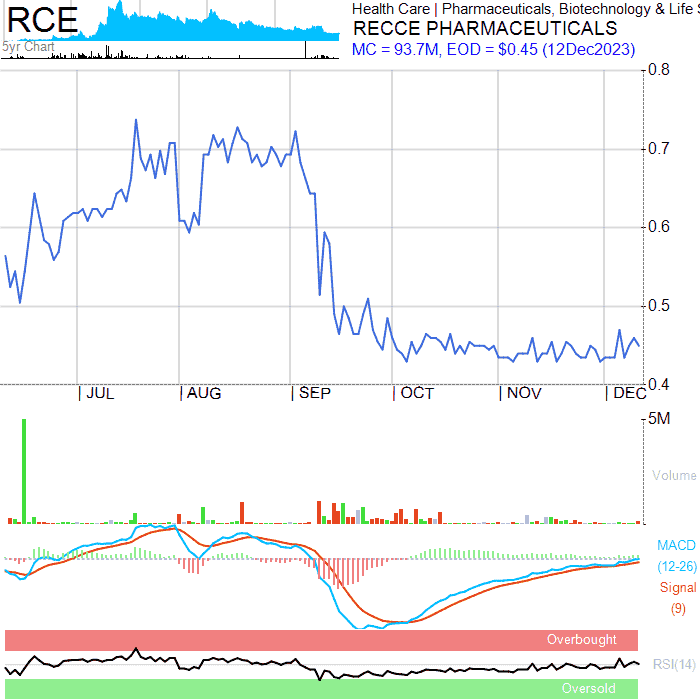 RCE
5yr Chart
Health Care | Pharmaceuticals, Biotechnology & Life S
RECCE PHARMACEUTICALS
MC = 93.7M, EOD = $0.45 (12Dec2023)
0.8
0.7
0.6
0.5
0.4
JUL AUG SEP OCT NOV DEC
5M
Volume
MACD
(12-26)
Signal
(9)
Overbought
RSI(14)
Oversold